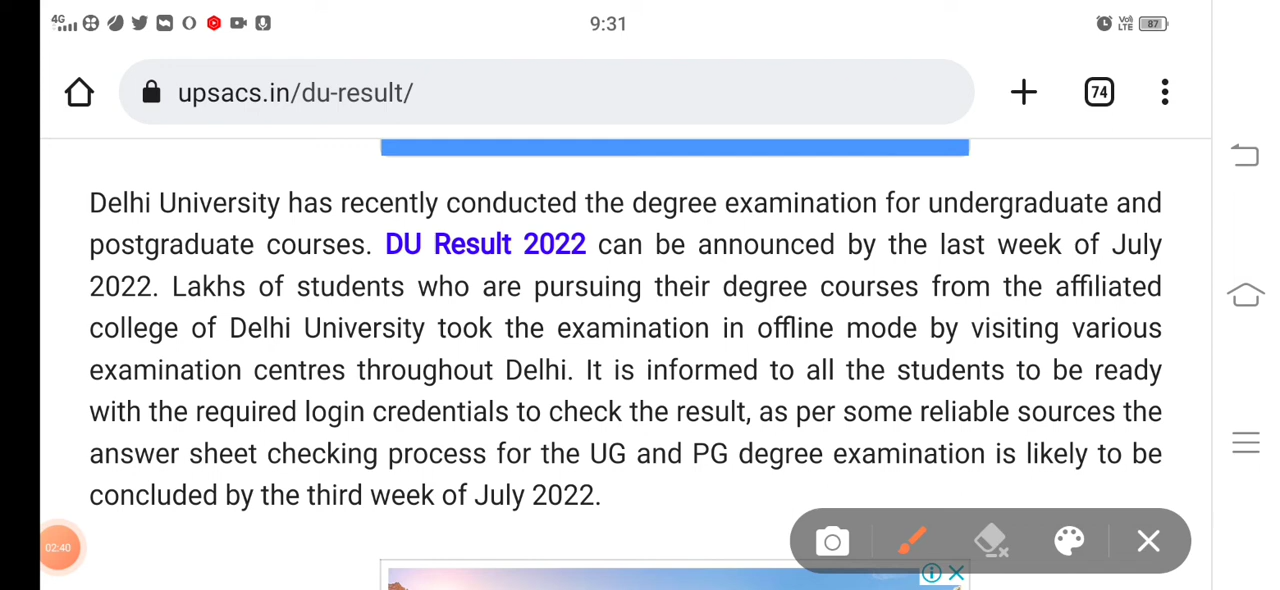 4G 9:31 Vo) LTE 87
upsacs.in/du-result/ 74
Delhi University has recently conducted the degree examination for undergraduate and
postgraduate courses. DU Result 2022 can be announced by the last week of July
2022. Lakhs of students who are pursuing their degree courses from the affiliated
college of Delhi University took the examination in offline mode by visiting various
examination centres throughout Delhi. It is informed to all the students to be ready
with the required login credentials to check the result, as per some reliable sources the
answer sheet checking process for the UG and PG degree examination is likely to be
concluded by the third week of July 2022.
02:40